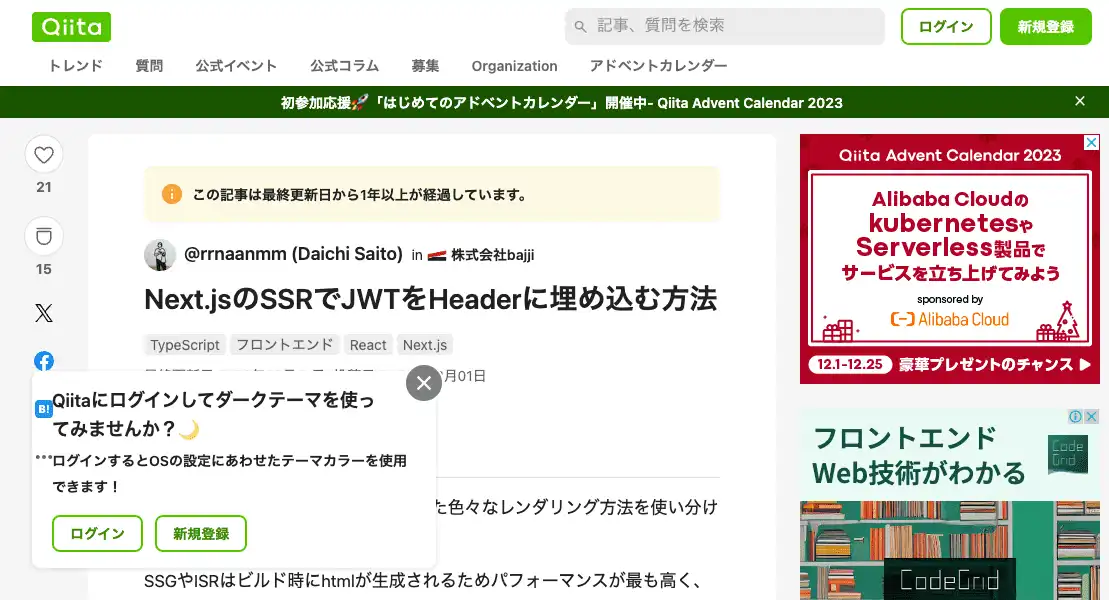 Qiita
記事、質問を検索
ログイン
新規登録
トレンド 質問 公式イベント 公式コラム 募集 Organization アドベントカレンダー
初参加応援🚀「はじめてのアドベントカレンダー」開催中- Qiita Advent Calendar 2023
21
15
この記事は最終更新日から1年以上が経過しています。
@rrnaanmm (Daichi Saito) in 株式会社bajji
Next.jsのSSRでJWTをHeaderに埋め込む方法
TypeScript フロントエンド React Next.js
月01日
B!
Qiitaにログインしてダークテーマを使っ
てみませんか？🌙
ログインするとOSの設定にあわせたテーマカラーを使用
できます！
ログイン 新規登録
た色々なレンダリング方法を使い分け
SSGやISRはビルド時にhtmlが生成されるためパフォーマンスが最も高く、
Qiita Advent Calendar 2023
Alibaba Cloudの
kubernetesや
Serverless製品で
サービスを立ち上げてみよう
sponsored by
Alibaba Cloud
12.1-12.25 豪華プレゼントのチャンス
フロントエンド
Web技術がわかる
Code
Grid
CodeGrid